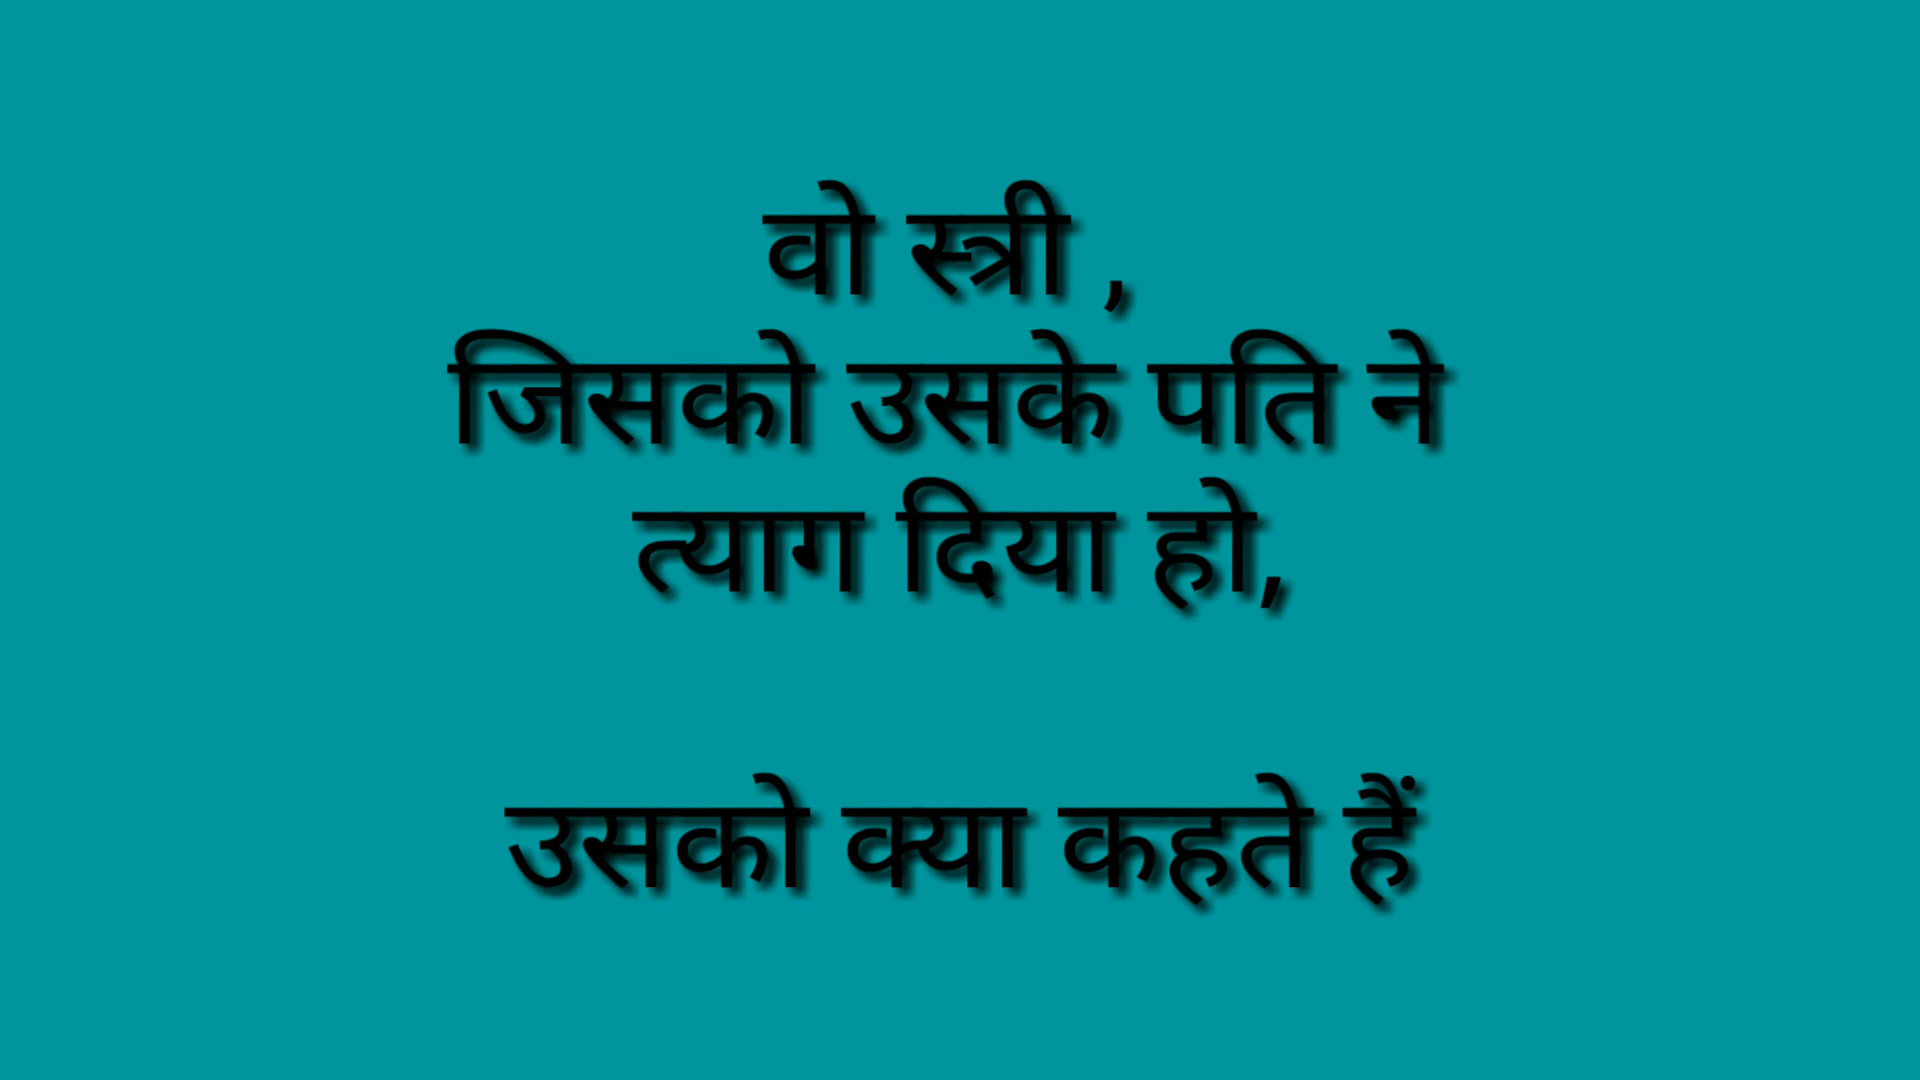 वो स्त्री ,
जिसको उसके पति ने
त्याग दिया हो,
उसको क्या कहते हैं